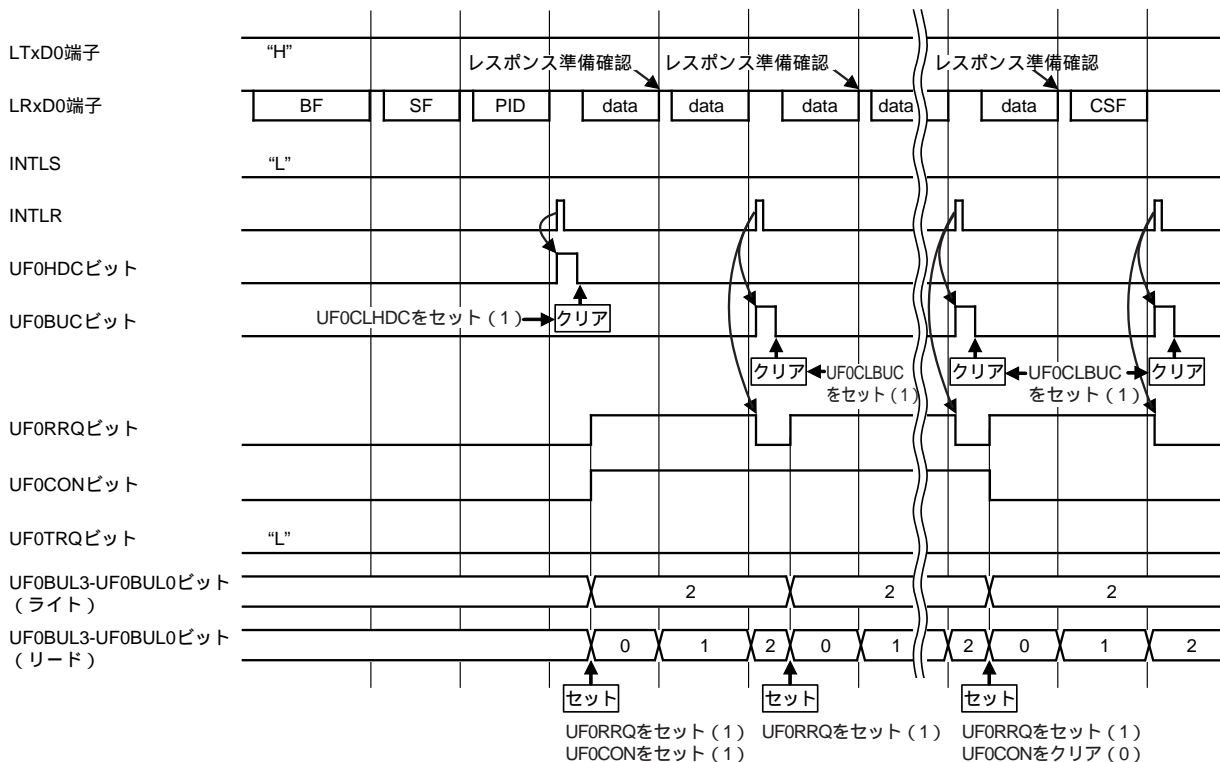 LTxD0端子
“H”
レスポンス準備確認 レスポンス準備確認 レスポンス準備確認
LRxD0端子
BF SF PID data data data data data CSF
INTLS
“L”
INTLR
UF0HDCビット
UF0BUCビット
UF0CLHDCをセット(1) クリア
クリア UF0CLBUC クリア UF0CLBUC クリア
をセット(1) をセット(1)
UF0RRQビット
UF0CONビット
UF0TRQビット
“L”
UF0BUL3-UF0BUL0ビット
(ライト)
2 2 2
UF0BUL3-UF0BUL0ビット
(リード)
0 1 2 0 1 2 0 1 2
セット セット セット
UF0RRQをセット(1) UF0RRQをセット(1) UF0RRQをセット(1)
UF0CONをセット(1) UF0CONをクリア(0)